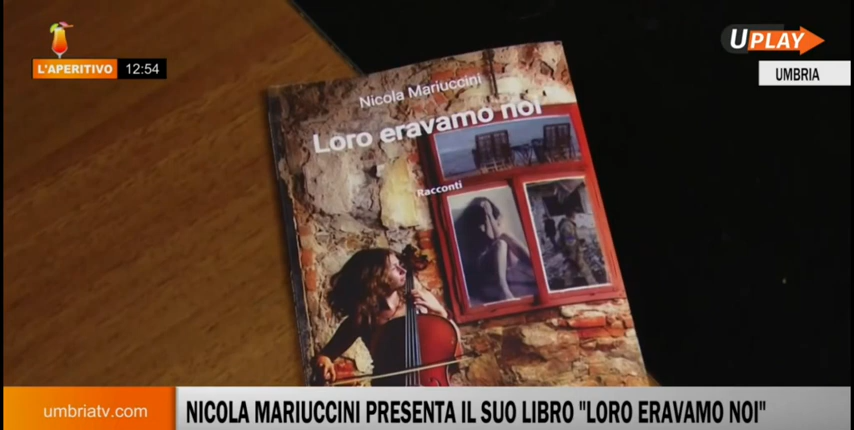 L'APERITIVO 12:54
UPLAY
UMBRIA
Nicola Mariuccini
Loro eravamo noi
Racconti
umbriatv.com
NICOLA MARIUCCINI PRESENTA IL SUO LIBRO "LORO ERAVAMO NOI"